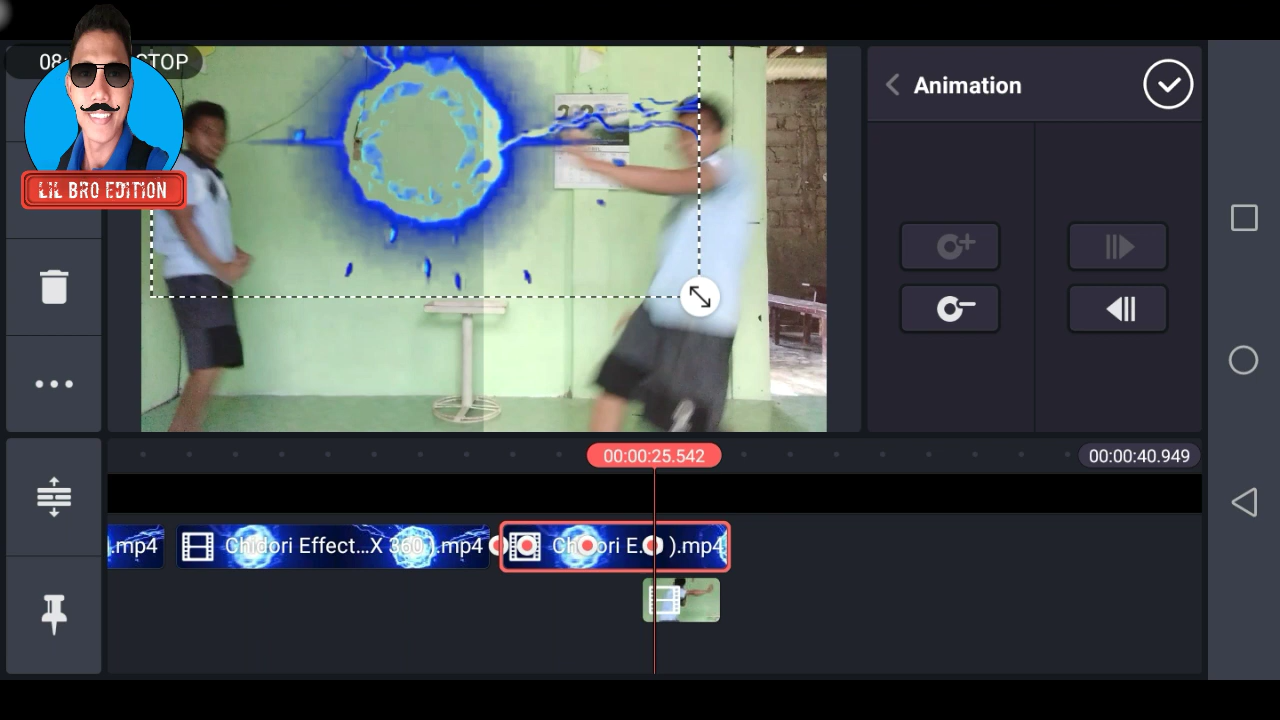 08:
STOP
LIL BRO EDITION
Animation
00:00:25.542
00:00:40.949
).mp4
Chidori Effect...X 360 ).mp4
Ch ori E. ).mp4